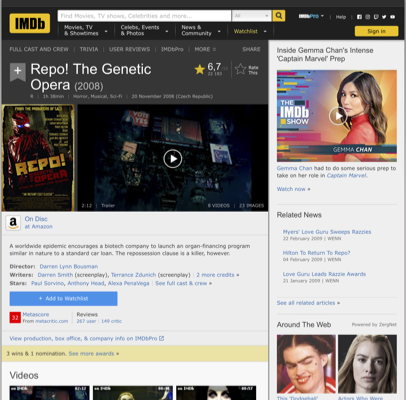 IMDb
Find Movies, TV shows, Celebrities and more...
All
IMDbPro
Help
Movies, TV
& Showtimes
Celebs, Events
& Photos
News &
Community
Watchlist
Sign in
FULL CAST AND CREW | TRIVIA | USER REVIEWS | IMDbPro | MORE
SHARE
Repo! The Genetic
Opera (2008)
6,7
Rate
This
R | 1h 38min | Horror, Musical, Sci-Fi | 20 November 2008 (Czech Republic)
REPO!
2:12 | Trailer
8 VIDEOS | 23 IMAGES
On Disc
at Amazon
A worldwide epidemic encourages a biotech company to launch an organ-financing program
similar in nature to a standard car loan. The repossession clause is a killer, however.
Director: Darren Lynn Bousman
Writers: Darren Smith (screenplay), Terrance Zdunich (screenplay) | 2 more credits »
Stars: Paul Sorvino, Anthony Head, Alexa PenaVega | See full cast & crew »
+ Add to Watchlist
32
Metascore
From metacritic.com
Reviews
267 user | 149 critic
View production, box office, & company info on IMDbPro
3 wins & 1 nomination. See more awards »
Videos
Inside Gemma Chan's Intense
'Captain Marvel' Prep
THE
IMDb
SHOW
GEMMA CHAN
Gemma Chan had to do some serious prep
to take on her role in Captain Marvel.
Watch now »
Related News
Myers' Love Guru Sweeps Razzies
22 February 2009 | WENN
Hilton To Return To Repo?
04 February 2009 | WENN
Love Guru Leads Razzie Awards
21 January 2009 | WENN
See all related articles »
Around The Web
Powered by ZergNet
This 'Dodgeball'
Actors Who Were